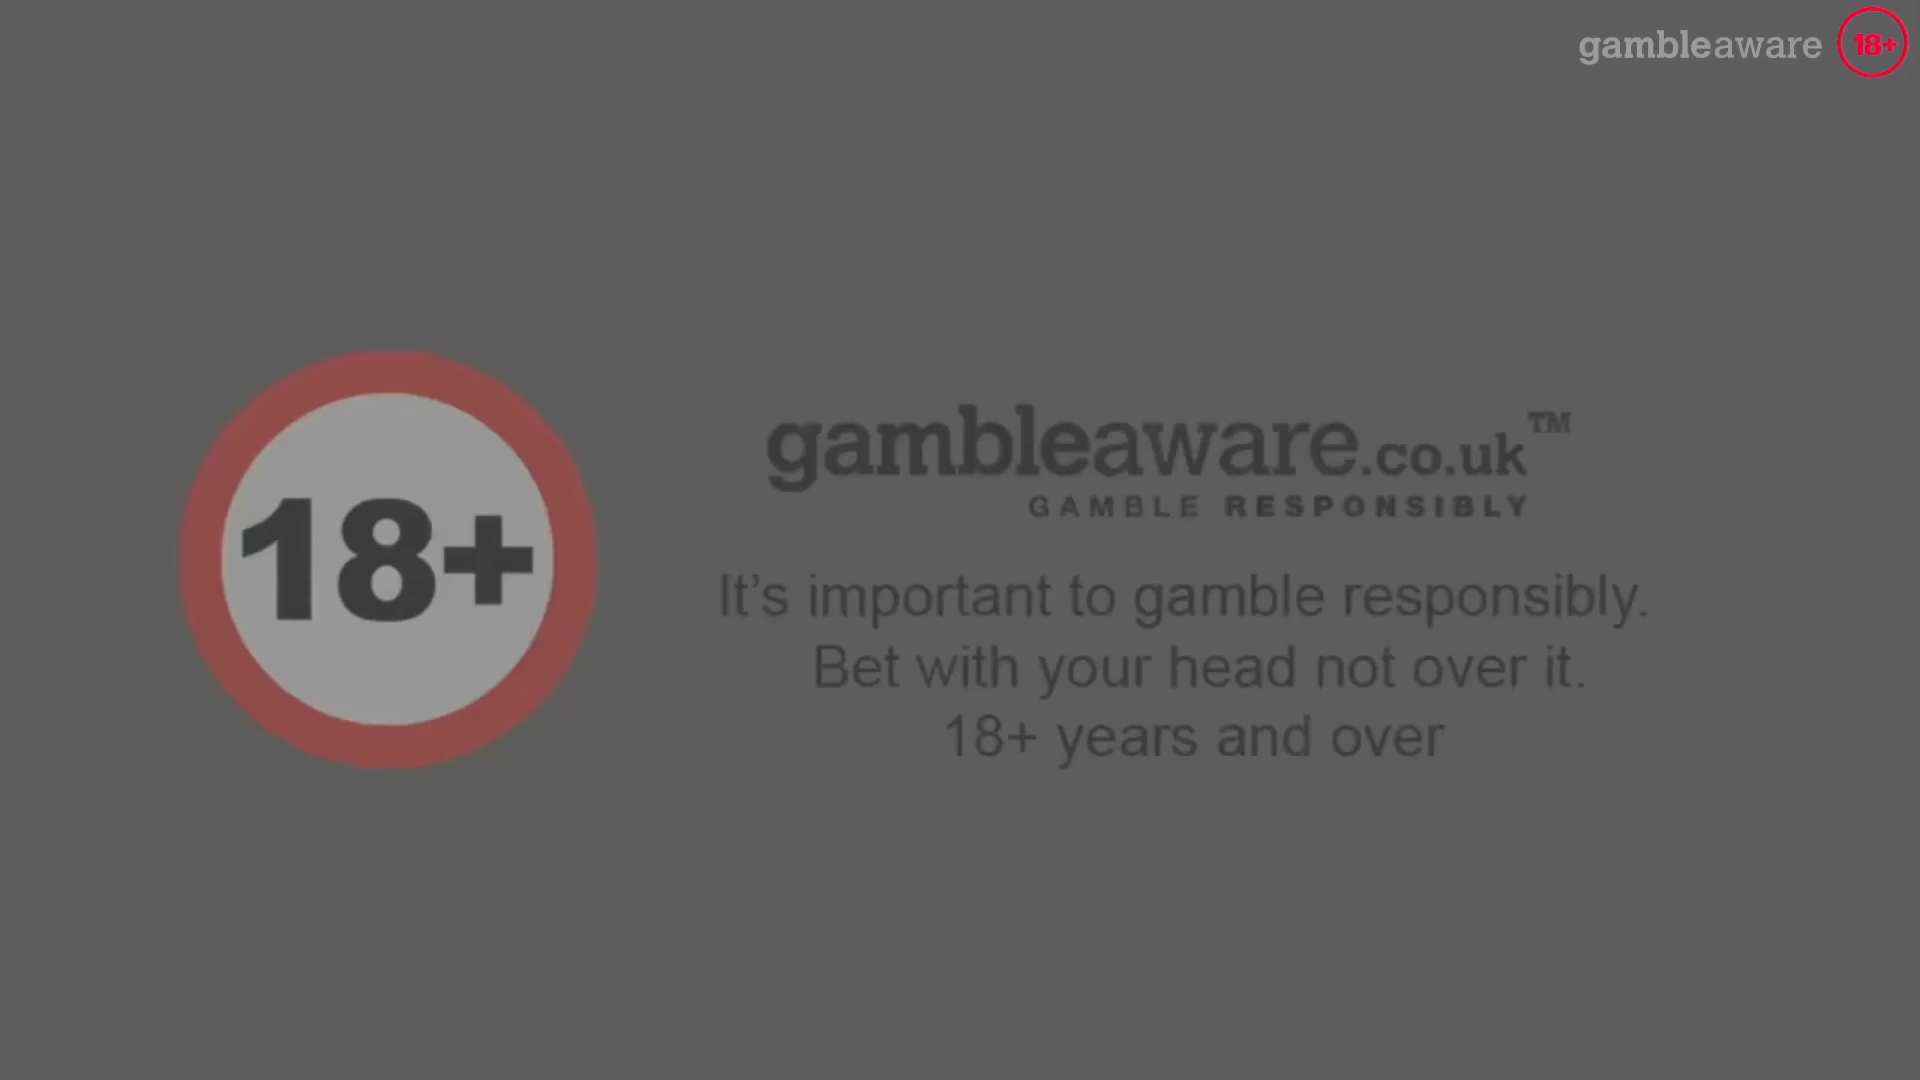 gambleaware 18+
18+
gambleaware.co.uk™
GAMBLE RESPONSIBLY
It's important to gamble responsibly.
Bet with your head not over it.
18+ years and over